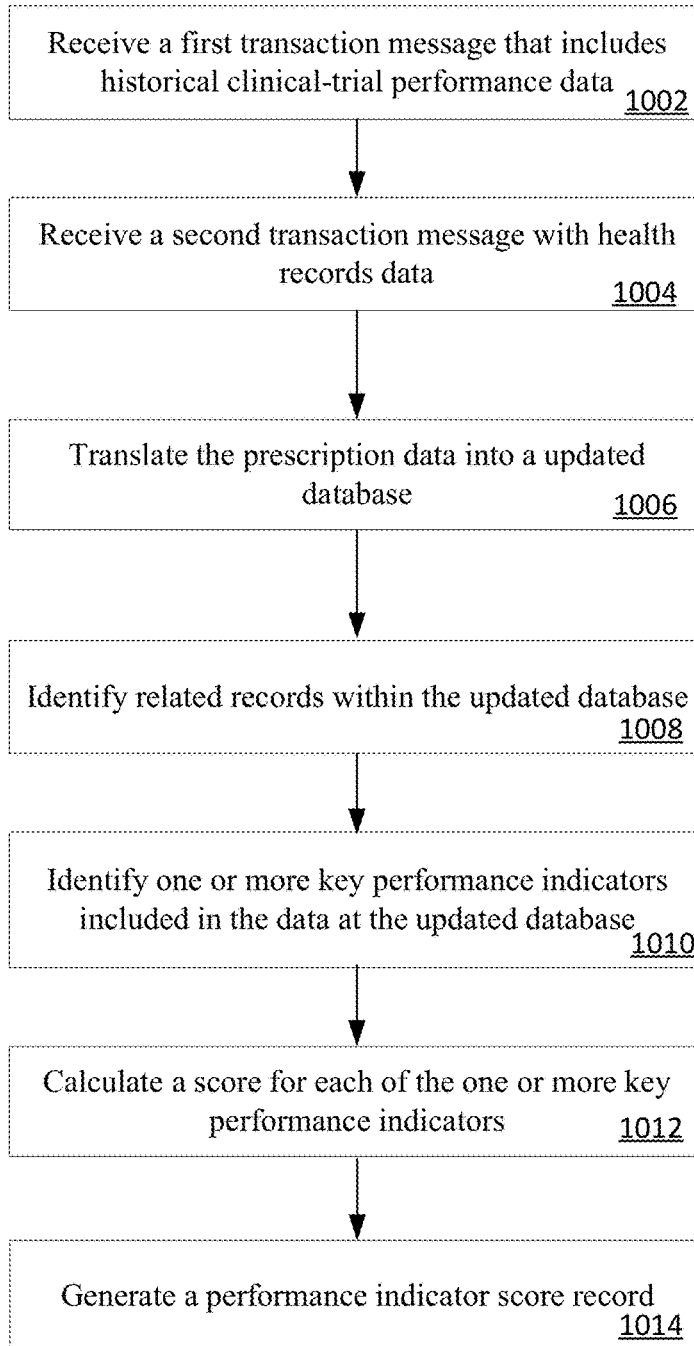 Receive a first transaction message that includes
historical clinical-trial performance data
1002
Receive a second transaction message with health
records data
1004
Translate the prescription data into a updated
database
1006
Identify related records within the updated database
1008
Identify one or more key performance indicators
included in the data at the updated database
1010
Calculate a score for each of the one or more key
performance indicators
1012
Generate a performance indicator score record
1014